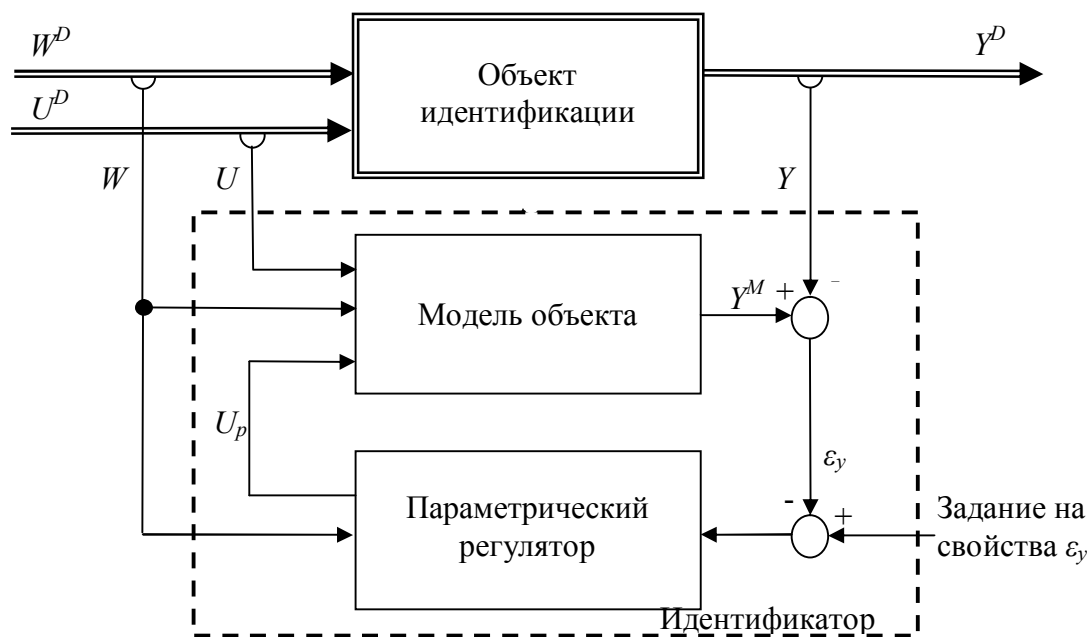 W^D
Y^D
Объект
идентификации
U^D
W
U
Y
Модель объекта
Y^M
+
-
U_p
ε_y
-
+
Параметрический
регулятор
Задание на
свойства ε_y
Идентификатор